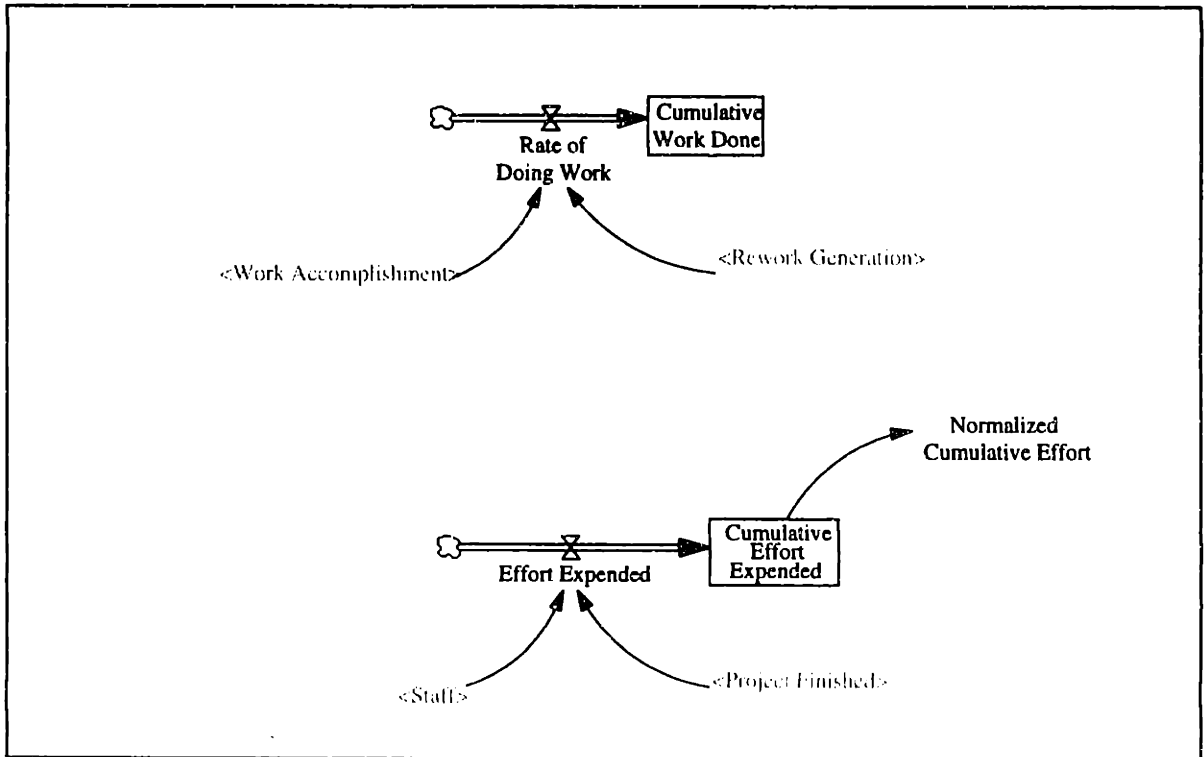 Cumulative
Work Done
Rate of
Doing Work
<Work Accomplishment>
<Rework Generation>
Normalized
Cumulative Effort
Cumulative
Effort
Expended
Effort Expended
<Staff>
<Project Finished>